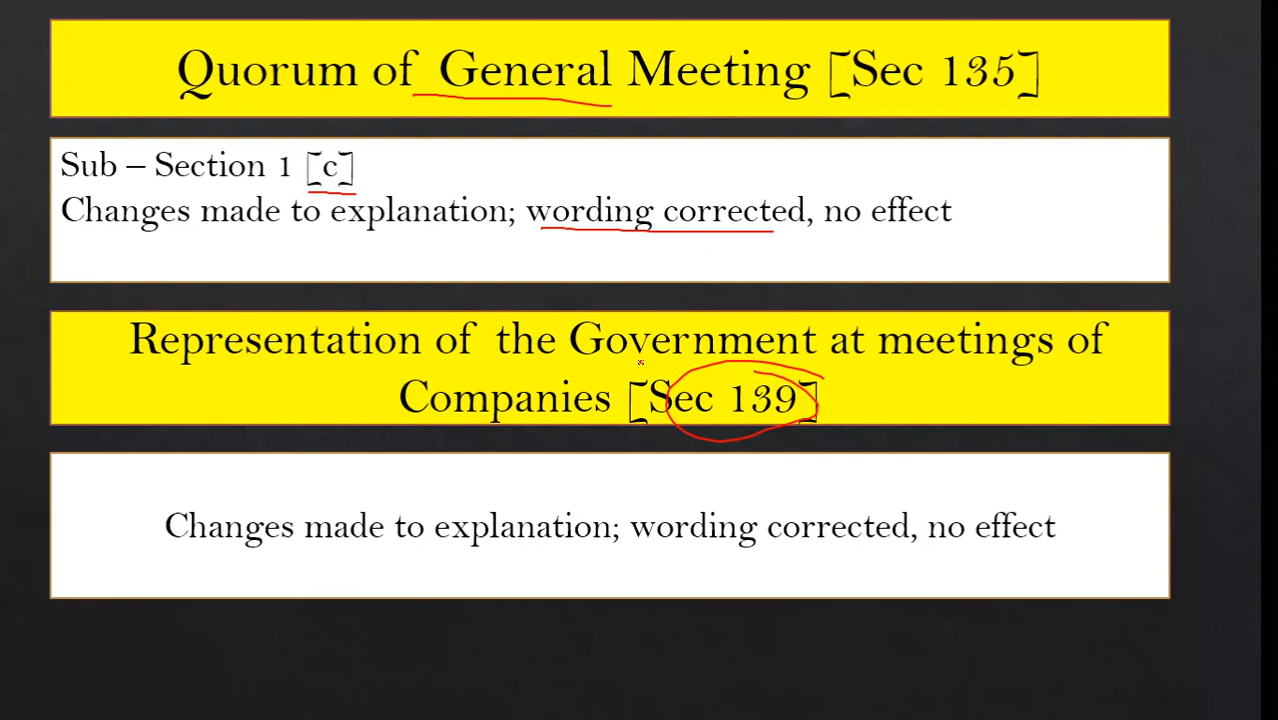 Quorum of General Meeting [Sec 135]
Sub – Section 1 [c]
Changes made to explanation; wording corrected, no effect
Representation of the Government at meetings of
Companies [Sec 139]
Changes made to explanation; wording corrected, no effect